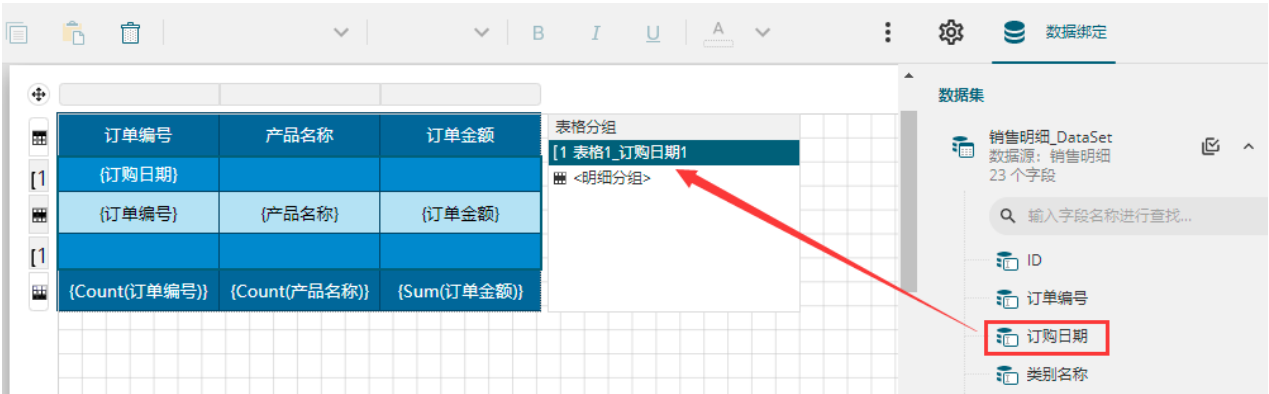 B I U A
数据绑定
数据集
订单编号 产品名称 订单金额
表格分组
[1 表格1_订购日期1
<明细分组>
[1 {订购日期}
{订单编号} {产品名称} {订单金额}
[1
{Count(订单编号)} {Count(产品名称)} {Sum(订单金额)}
销售明细_DataSet
数据源：销售明细
23 个字段
输入字段名称进行查找...
ID
订单编号
订购日期
类别名称